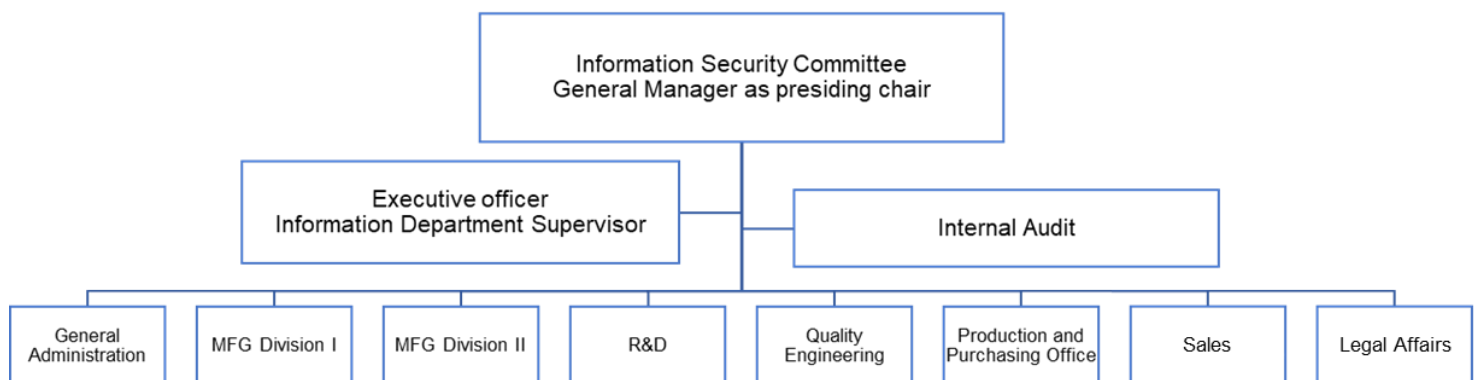 Information Security Committee
General Manager as presiding chair
Executive officer
Information Department Supervisor
Internal Audit
General
Administration
MFG Division I
MFG Division II
R&D
Quality
Engineering
Production and
Purchasing Office
Sales
Legal Affairs